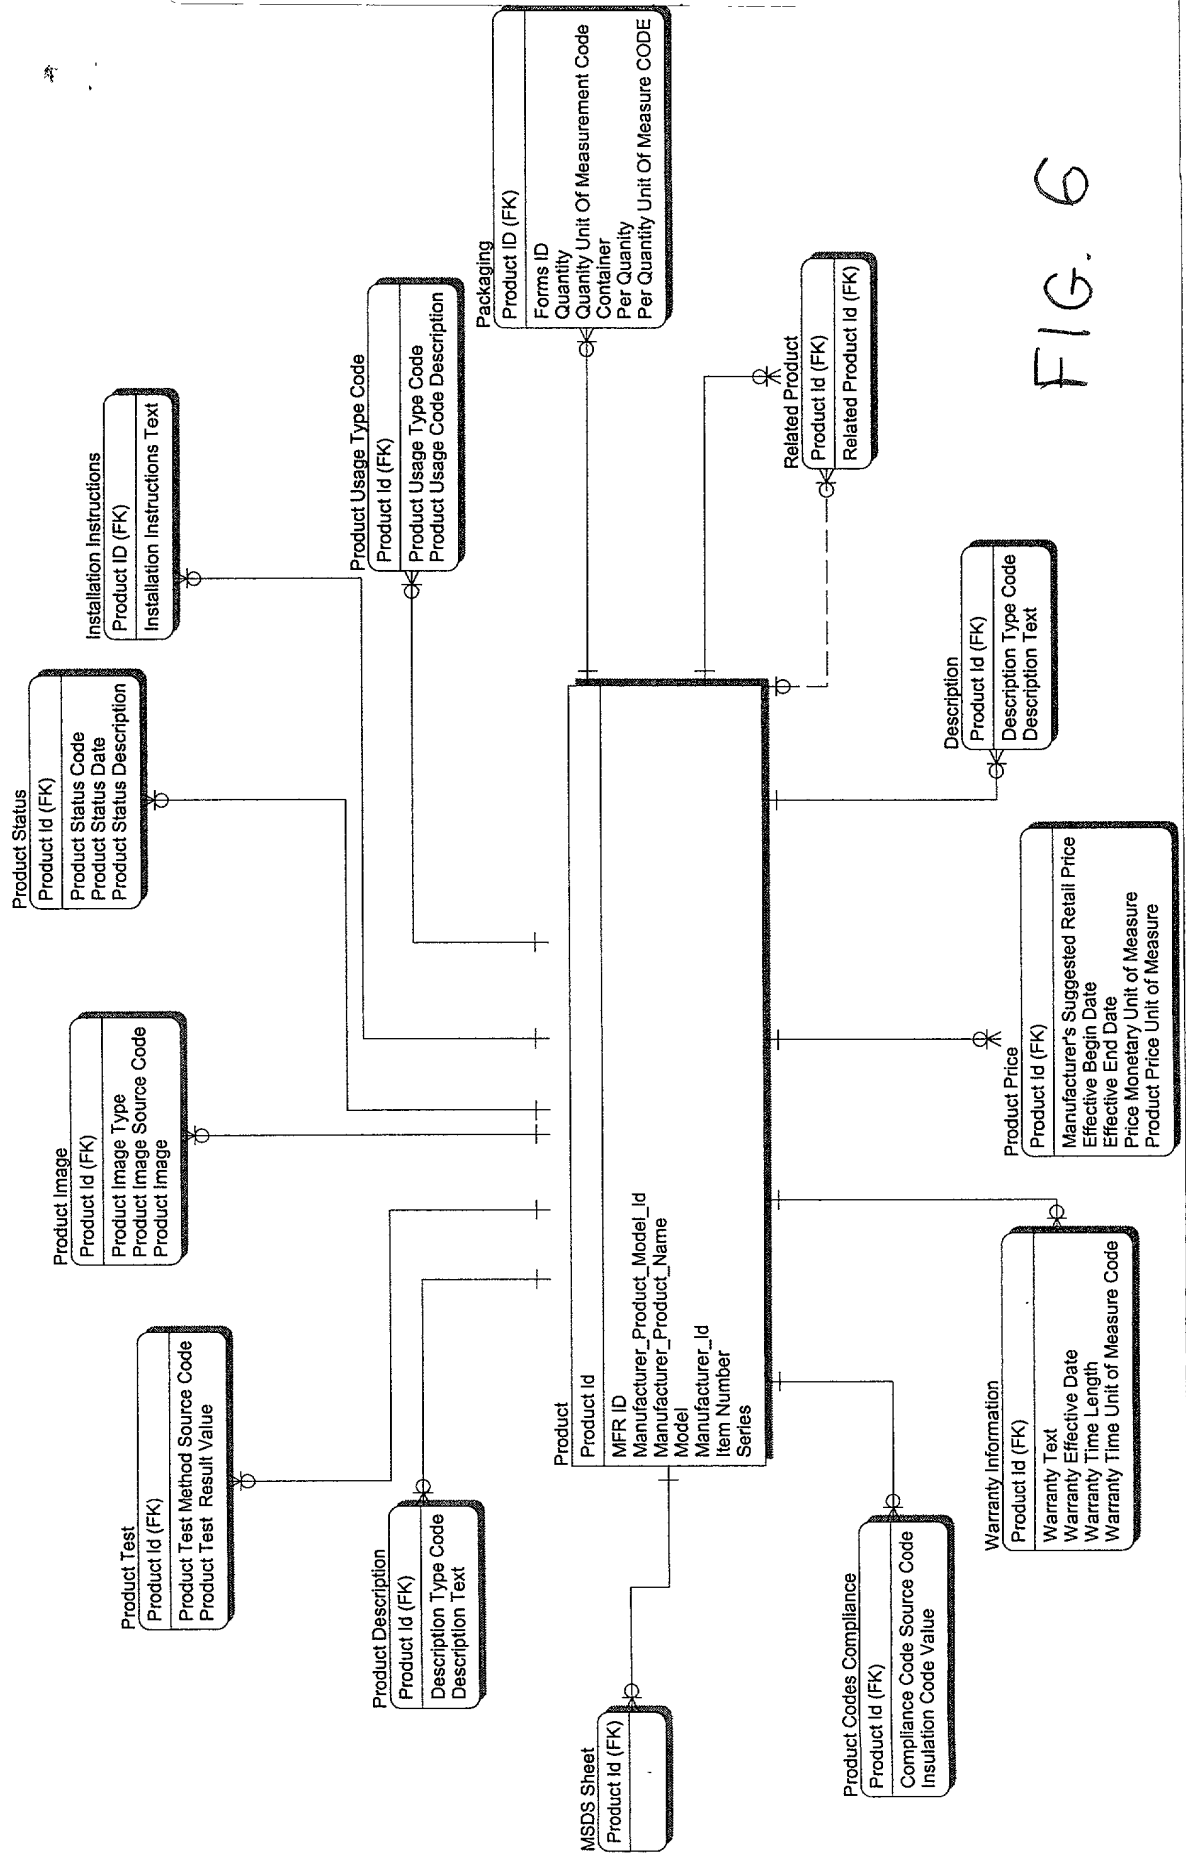 Product Test
Product Id (FK)
Product Test Method Source Code
Product Test Result Value
Product Image
Product Id (FK)
Product Image Type
Product Image Source Code
Product Image
Product Status
Product Id (FK)
Product Status Code
Product Status Date
Product Status Description
Installation Instructions
Product ID (FK)
Installation Instructions Text
Product Description
Product Id (FK)
Description Type Code
Description Text
Product Usage Type Code
Product Id (FK)
Product Usage Type Code
Product Usage Code Description
Packaging
Product ID (FK)
Forms ID
Quantity
Quanity Unit Of Measurement Code
Container
Per Quanity
Per Quantity Unit Of Measure CODE
MSDS Sheet
Product Id (FK)
Product
Product Id
MFR ID
Manufacturer_Product_Model_Id
Manufacturer_Product_Name
Model
Manufacturer_Id
Item Number
Series
Related Product
Product Id (FK)
Related Product Id (FK)
Product Codes Compliance
Product Id (FK)
Compliance Code Source Code
Insulation Code Value
Warranty Information
Product Id (FK)
Warranty Text
Warranty Effective Date
Warranty Time Length
Warranty Time Unit of Measure Code
Product Price
Product Id (FK)
Manufacturer's Suggested Retail Price
Effective Begin Date
Effective End Date
Price Monetary Unit of Measure
Product Price Unit of Measure
Description
Product Id (FK)
Description Type Code
Description Text
FIG. 6